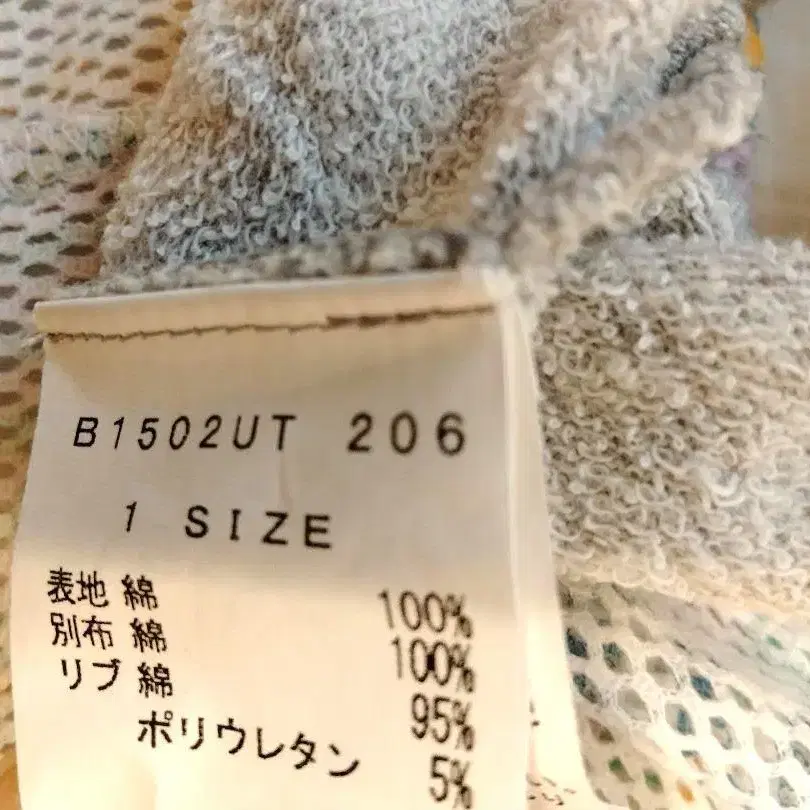 B1502UT 206
1 SIZE
表地 綿 100%
別布 綿 100%
リブ 綿 95%
ポリウレタン 5%